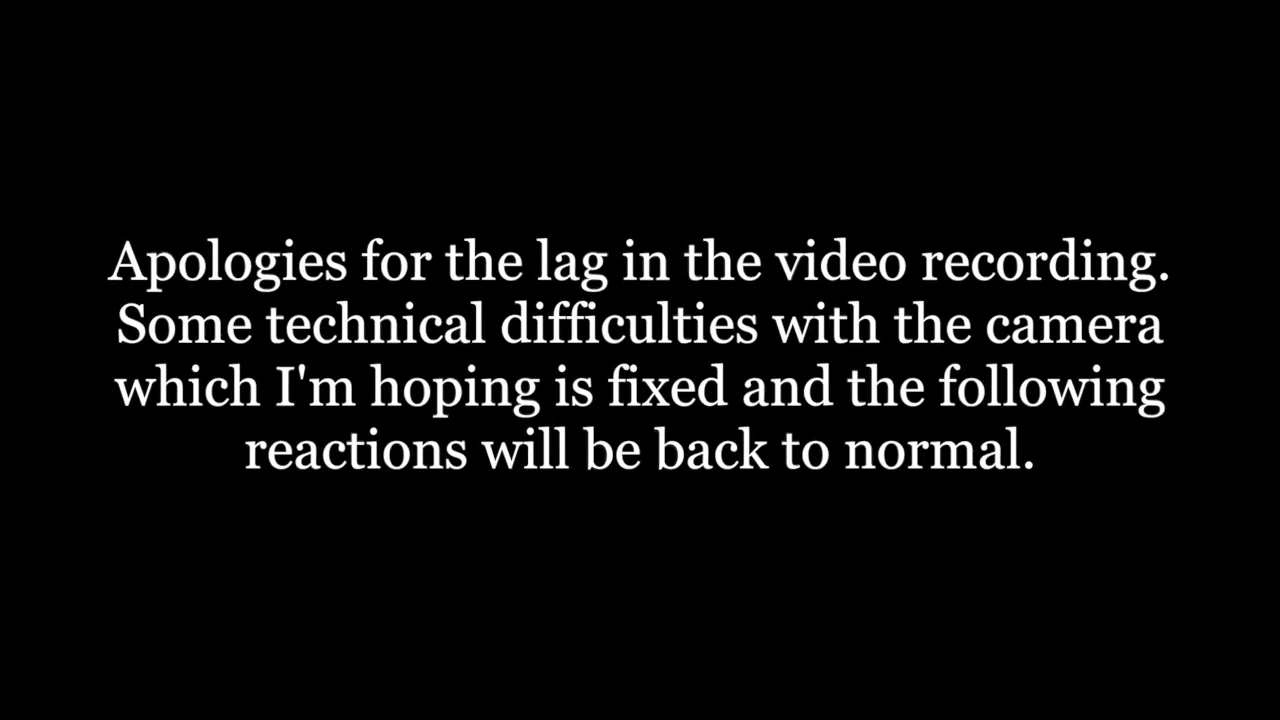 Apologies for the lag in the video recording.
Some technical difficulties with the camera
which I'm hoping is fixed and the following
reactions will be back to normal.